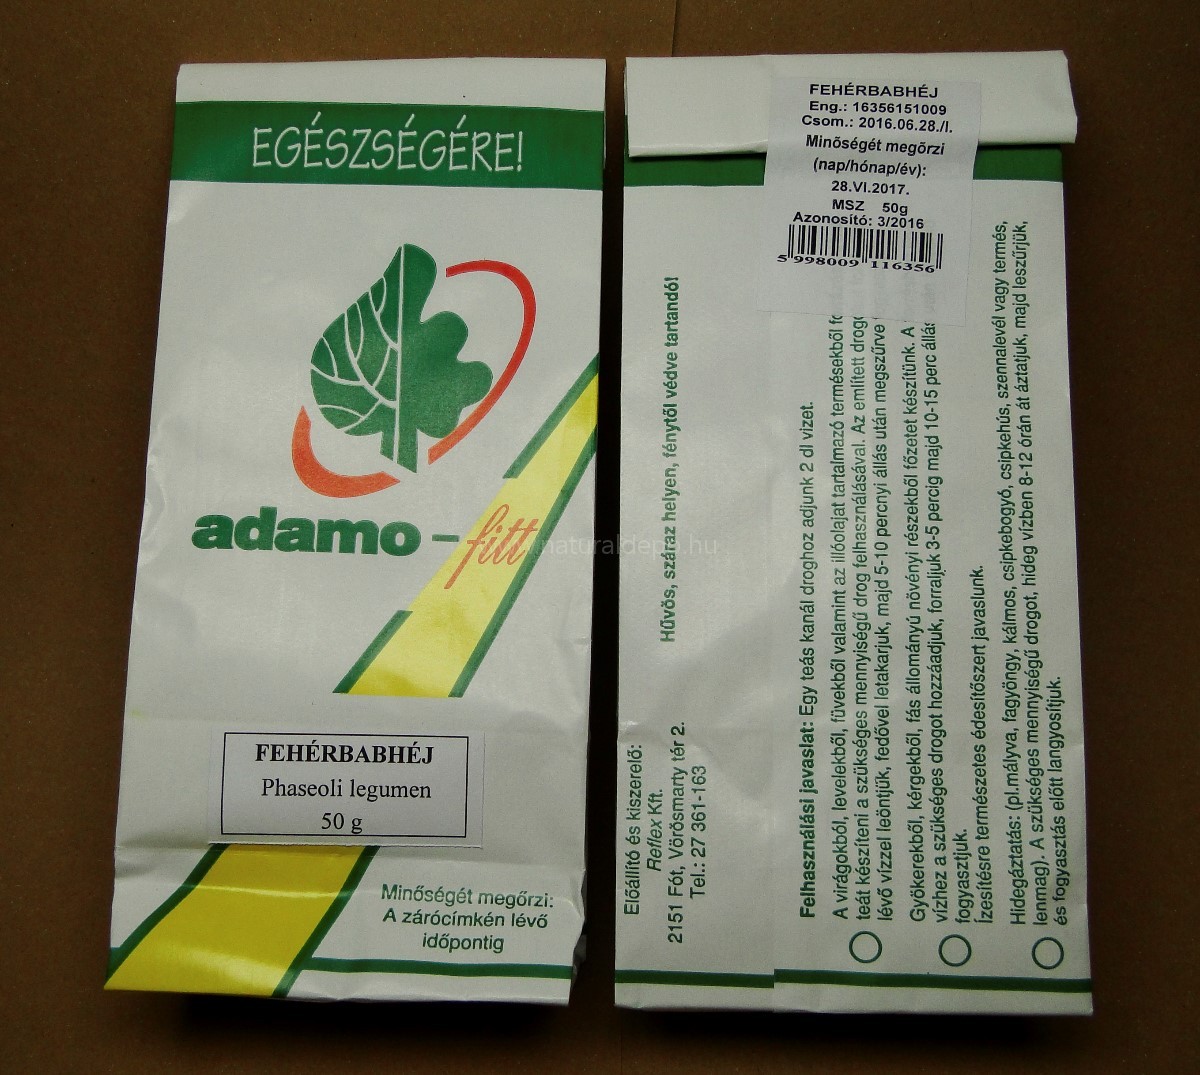 EGÉSZSÉGÉRE!
adamo - fitt
FEHÉRBABHÉJ
Phaseoli legumen
50 g
Minőségét megőrzi:
A zárócímkén lévő
időpontig
FEHÉRBABHÉJ
Eng.: 16356151009
Csom.: 2016.06.28./I.
Minőségét megőrzi
(nap/hónap/év):
28.VI.2017.
MSZ 50g
Azonosító: 3/2016
5 998009 116356
Hűvös, száraz helyen, fénytől védve tartandó!
Előállító és kiszerelő:
Reflex Kft.
2151 Fót, Vörösmarty tér 2.
Tel.: 27 361-163
Felhasználási javaslat: Egy teás kanál droghoz adjunk 2 dl vizet.
A virágokból, levelekből, füvekből valamint az illóolajat tartalmazó termésekből
teát készíteni a szükséges mennyiségű drog felhasználásával. Az említett
lévő vízzel leöntjük, fedővel letakarjuk, majd 5-10 percnyi állás után megszűrve
Gyökerekből, kérgekből, fás állományú növényi részekből főzetet készítünk. A
vízhez a szükséges drogot hozzáadjuk, forraljuk 3-5 percig majd 10-15 perc
fogyasztjuk.
Ízesítésre természetes édesítőszert javaslunk.
Hidegáztatás: (pl.mályva, fagyöngy, kálmos, csipkebogyó, csipkehús, szennalevél vagy termés,
lenmag). A szükséges mennyiségű drogot, hideg vízben 8-12 órán át áztatjuk, majd leszűrjük,
és fogyasztás előtt langyosítjuk.
naturaldepo.hu